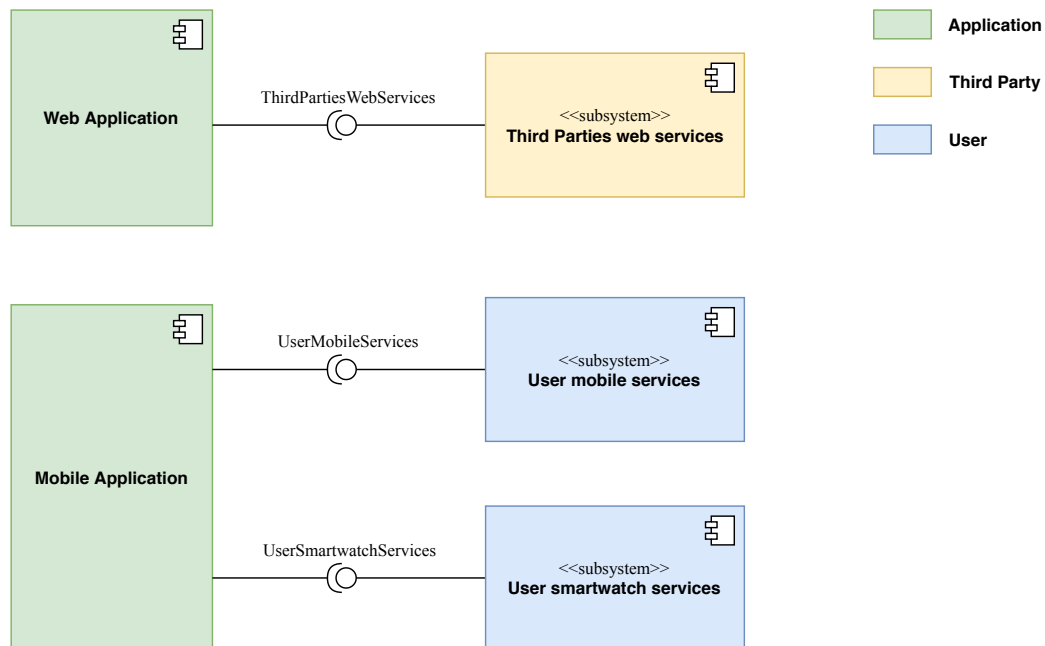 Application
Third Party
User
Web Application
ThirdPartiesWebServices
<<subsystem>>
Third Parties web services
Mobile Application
UserMobileServices
<<subsystem>>
User mobile services
UserSmartwatchServices
<<subsystem>>
User smartwatch services